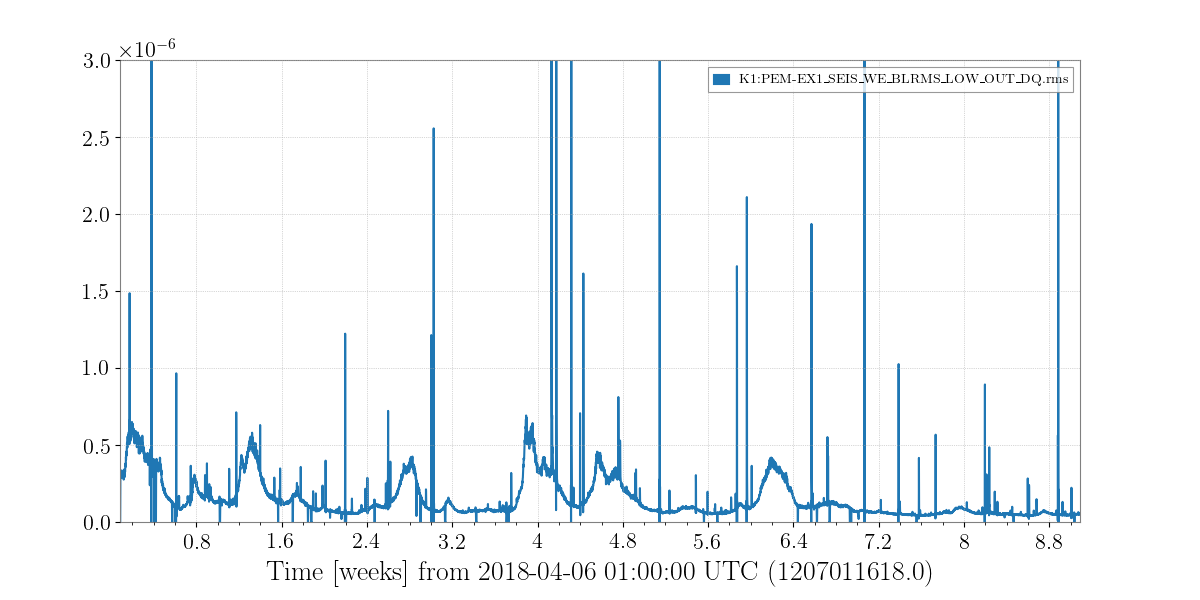 ×10⁻⁶
K1:PEM-EX1_SEIS_WE_BLRMS_LOW_OUT_DQ.rms
3.0
2.5
2.0
1.5
1.0
0.5
0.0
0.8 1.6 2.4 3.2 4 4.8 5.6 6.4 7.2 8 8.8
Time [weeks] from 2018-04-06 01:00:00 UTC (1207011618.0)